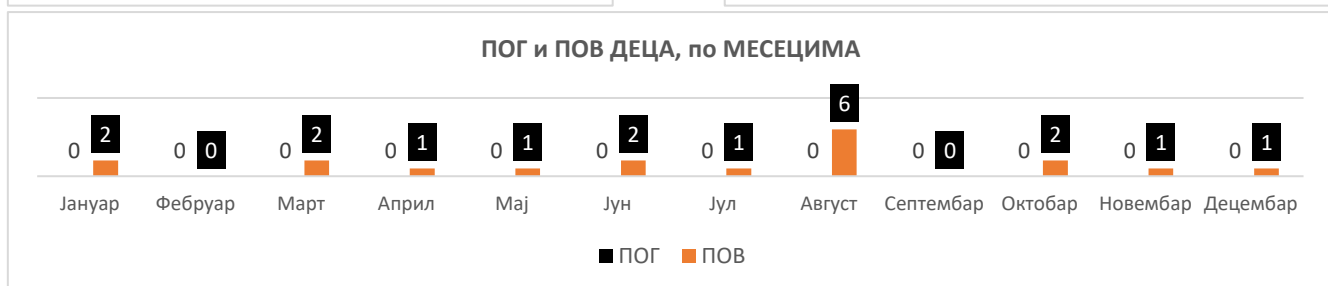 ПОГ и ПОВ ДЕЦА, по МЕСЕЦИМА
0 2 0 0 0 2 0 1 0 1 0 2 0 1 0 6 0 0 0 2 0 1 0 1
Јануар Фебруар Март Април Мај Јун Јул Август Септембар Октобар Новембар Децембар
ПОГ ПОВ